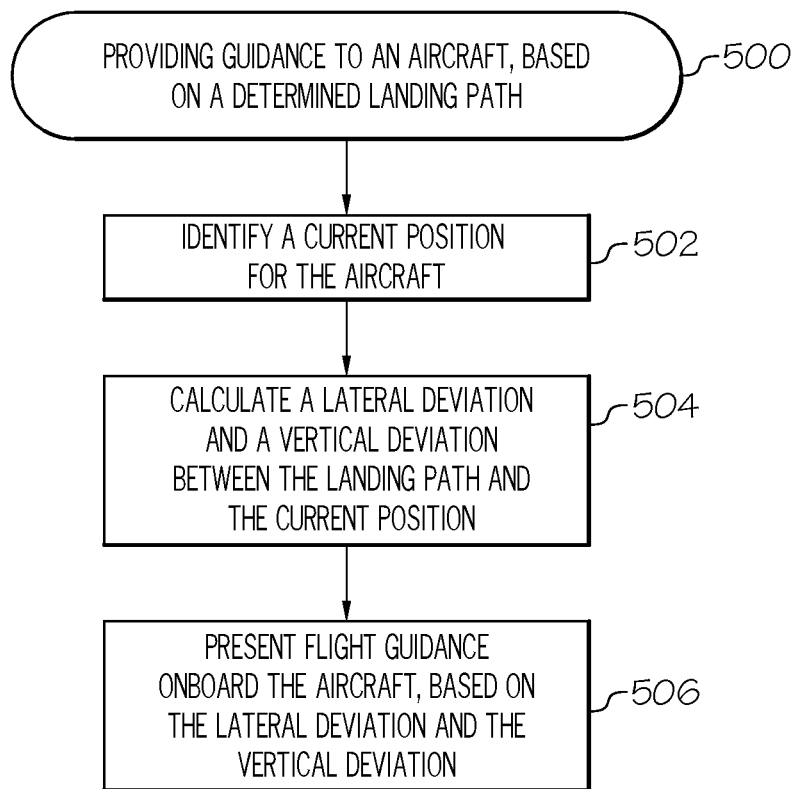 PROVIDING GUIDANCE TO AN AIRCRAFT, BASED
ON A DETERMINED LANDING PATH
500
IDENTIFY A CURRENT POSITION
FOR THE AIRCRAFT
502
CALCULATE A LATERAL DEVIATION
AND A VERTICAL DEVIATION
BETWEEN THE LANDING PATH AND
THE CURRENT POSITION
504
PRESENT FLIGHT GUIDANCE
ONBOARD THE AIRCRAFT, BASED ON
THE LATERAL DEVIATION AND THE
VERTICAL DEVIATION
506